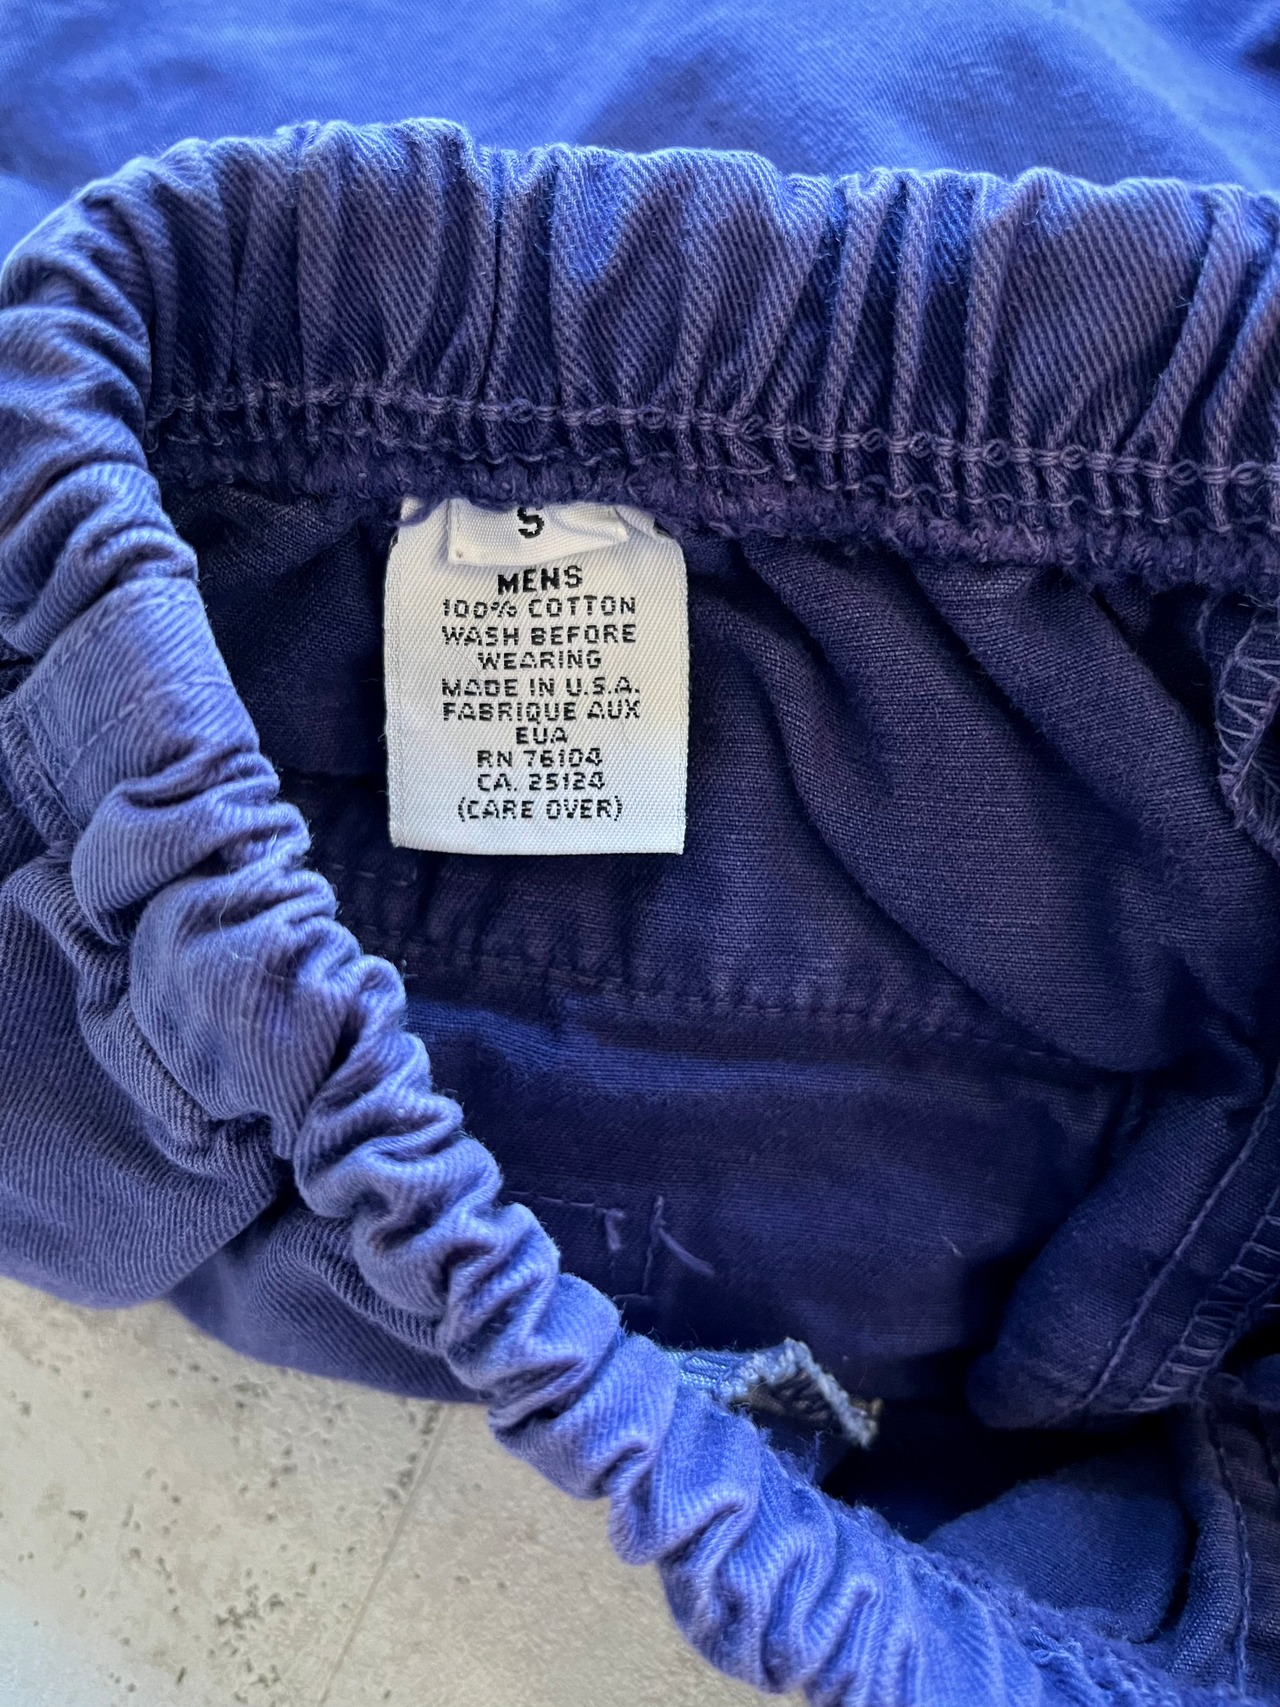 S
MENS
100% COTTON
WASH BEFORE
WEARING
MADE IN U.S.A.
FABRIQUE AUX
EUA
RN 76104
CA. 25124
(CARE OVER)